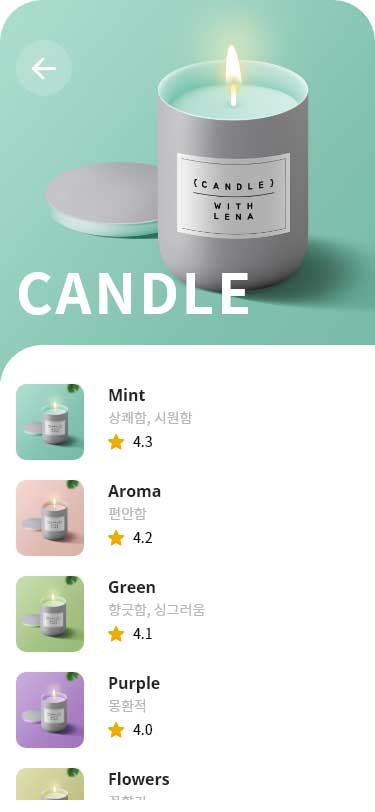 {CANDLE}
WITH
LENA
CANDLE
Mint
상쾌함, 시원함
4.3
Aroma
편안함
4.2
Green
향긋함, 싱그러움
4.1
Purple
몽환적
4.0
Flowers